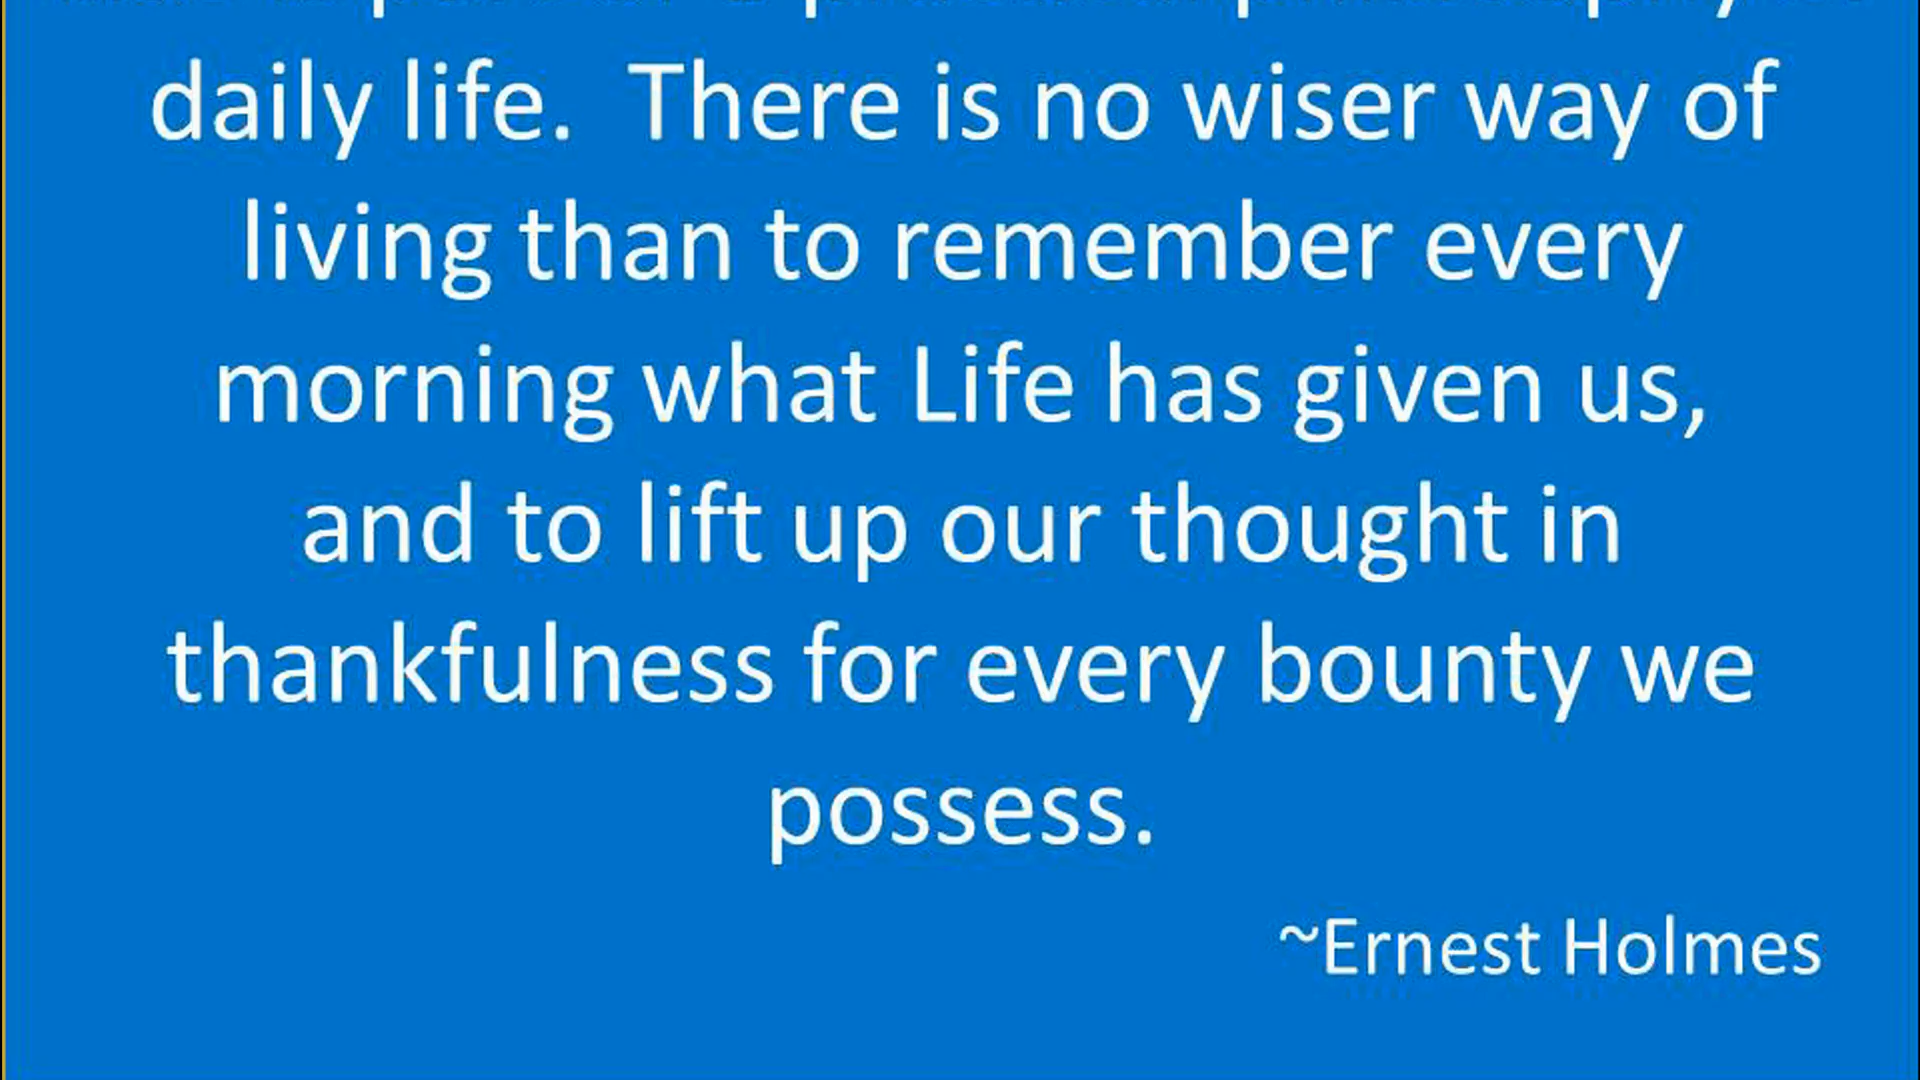 daily life.  There is no wiser way of
living than to remember every
morning what Life has given us,
and to lift up our thought in
thankfulness for every bounty we
possess.
~Ernest Holmes